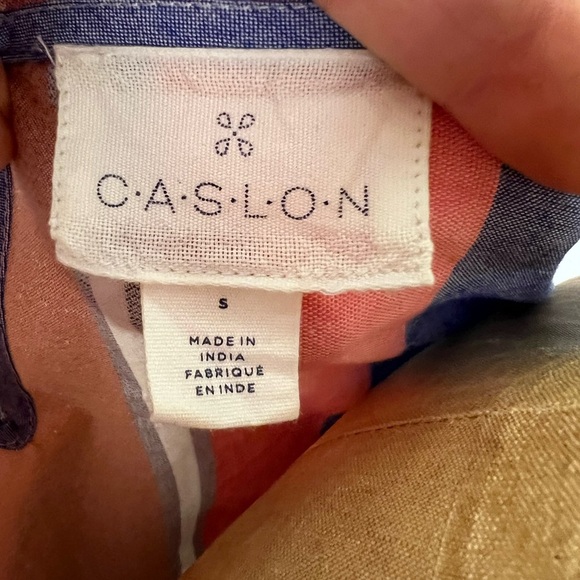 C·A·S·L·O·N
S
MADE IN
INDIA
FABRIQUÉ
EN INDE